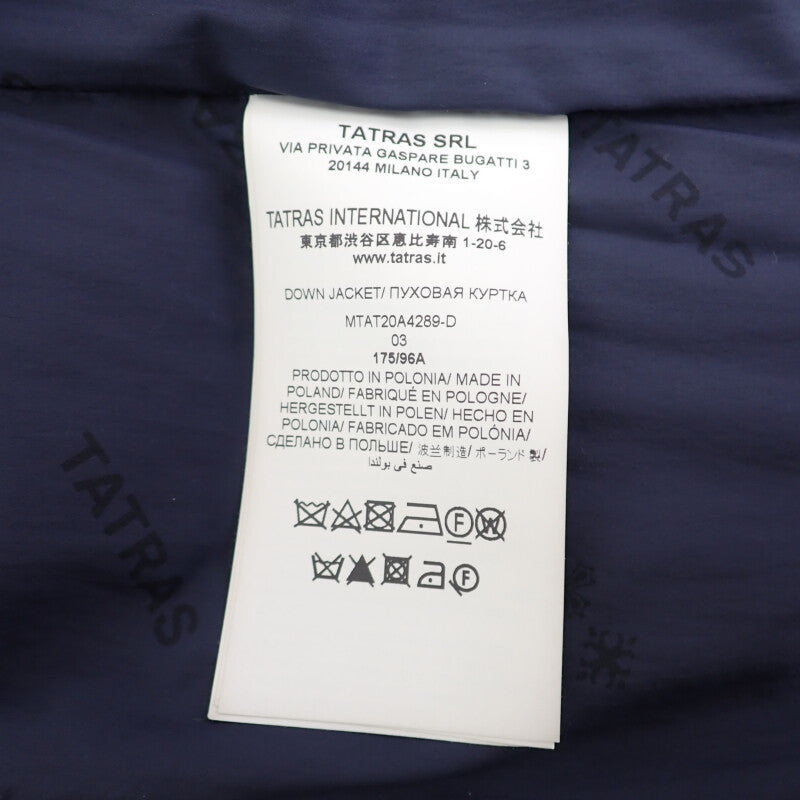 TATRAS SRL
VIA PRIVATA GASPARE BUGATTI 3
20144 MILANO ITALY
TATRAS INTERNATIONAL 株式会社
東京都渋谷区恵比寿南 1-20-6
www.tatras.it
DOWN JACKET/ ПУХОВАЯ КУРТКА
MTAT20A4289-D
03
175/96A
PRODOTTO IN POLONIA/ MADE IN
POLAND/ FABRIQUÉ EN POLOGNE/
HERGESTELLT IN POLEN/ HECHO EN
POLONIA/ FABRICADO EM POLÓNIA/
СДЕЛАНО В ПОЛЬШЕ/ 波兰制造/ ポーランド製/
صنع في بولندا
F W
F
TATRAS
TATRAS